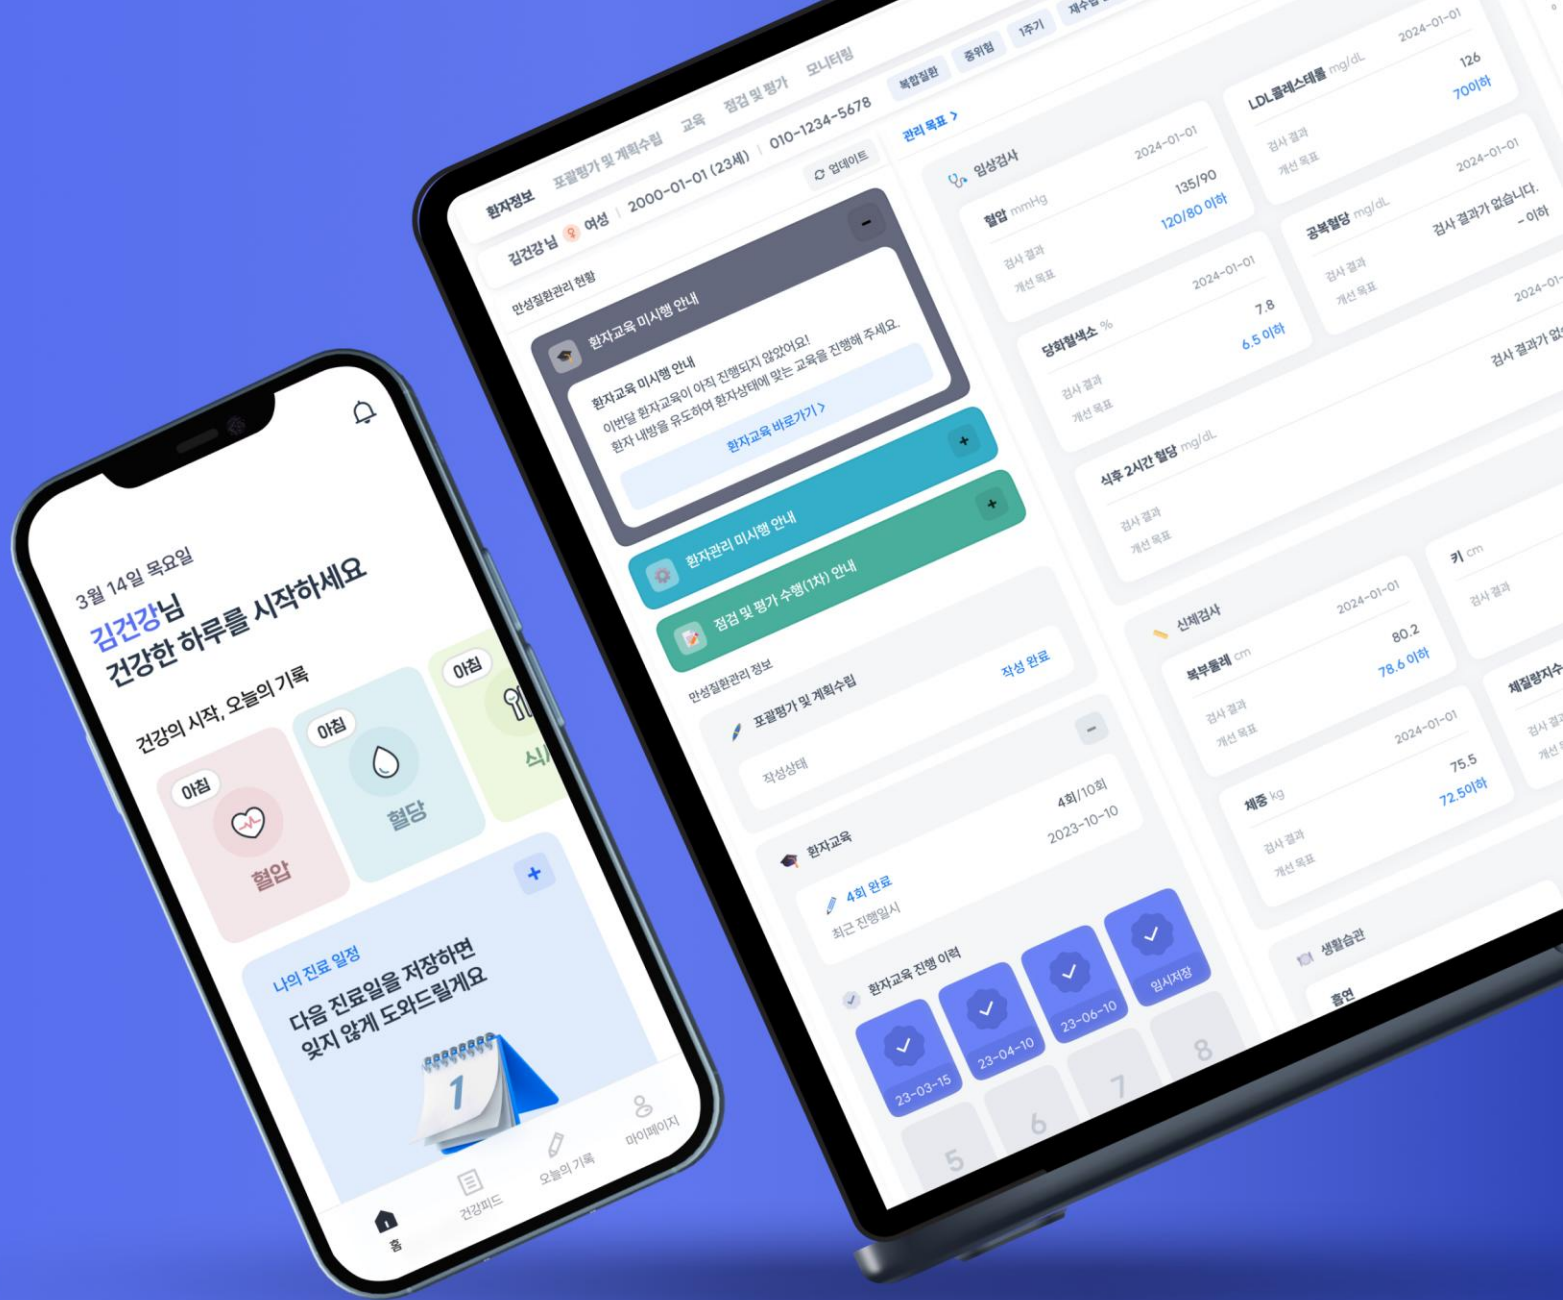 3월 14일 목요일
김건강님
건강한 하루를 시작하세요
건강의 시작, 오늘의 기록
아침
혈압
아침
혈당
아침
나의 진료 일정
다음 진료일을 저장하면
잊지 않게 도와드릴게요
1
홈
건강피드
오늘의 기록
마이페이지
환자정보 포괄평가 및 계획수립 교육 점검 및 평가 모니터링
김건강 님 여성 | 2000-01-01 (23세) | 010-1234-5678 복합질환 중위험 1주기
만성질환관리 현황
업데이트
환자교육 미시행 안내
환자교육 미시행 안내
이번달 환자교육이 아직 진행되지 않았어요!
환자 내방을 유도하여 환자상태에 맞는 교육을 진행해 주세요.
환자교육 바로가기 >
환자관리 미시행 안내
점검 및 평가 수행(1차) 안내
만성질환관리 정보
포괄평가 및 계획수립
작성상태 작성 완료
환자교육
4회 완료 4회/10회
최근 진행일시 2023-10-10
환자교육 진행 이력
23-03-15
23-04-10
23-06-10
임시저장
5
6
7
8
관리 목표 >
임상검사
혈압 mmHg 2024-01-01
검사 결과 135/90
개선 목표 120/80 이하
LDL콜레스테롤 mg/dL 2024-01-01
검사 결과 126
개선 목표 70이하
당화혈색소 % 2024-01-01
검사 결과 7.8
개선 목표 6.5 이하
공복혈당 mg/dL 2024-01-01
검사 결과 검사 결과가 없습니다.
개선 목표 - 이하
식후 2시간 혈당 mg/dL
검사 결과
개선 목표
신체검사
복부둘레 cm 2024-01-01
검사 결과 80.2
개선 목표 78.6 이하
키 cm
검사 결과
체중 kg 2024-01-01
검사 결과 75.5
개선 목표 72.5이하
체질량지수
생활습관
흡연